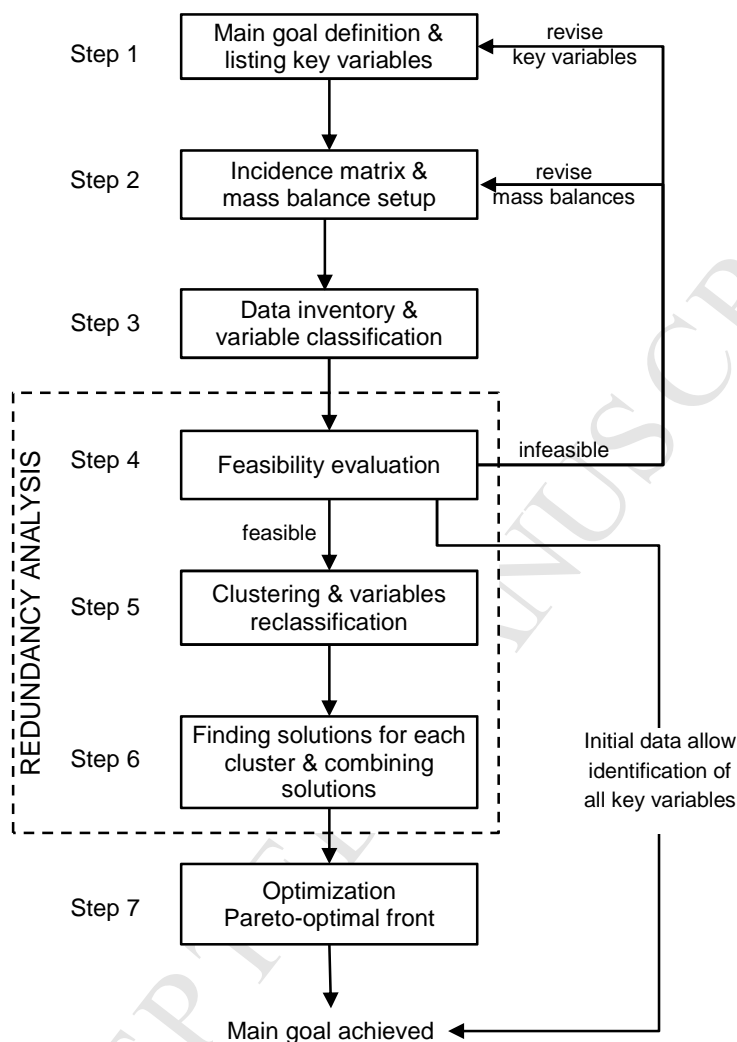 Step 1
Main goal definition &
listing key variables
revise
key variables
Step 2
Incidence matrix &
mass balance setup
revise
mass balances
Step 3
Data inventory &
variable classification
REDUNDANCY ANALYSIS
Step 4
Feasibility evaluation
infeasible
feasible
Step 5
Clustering & variables
reclassification
Step 6
Finding solutions for each
cluster & combining
solutions
Initial data allow
identification of
all key variables
Step 7
Optimization
Pareto-optimal front
Main goal achieved